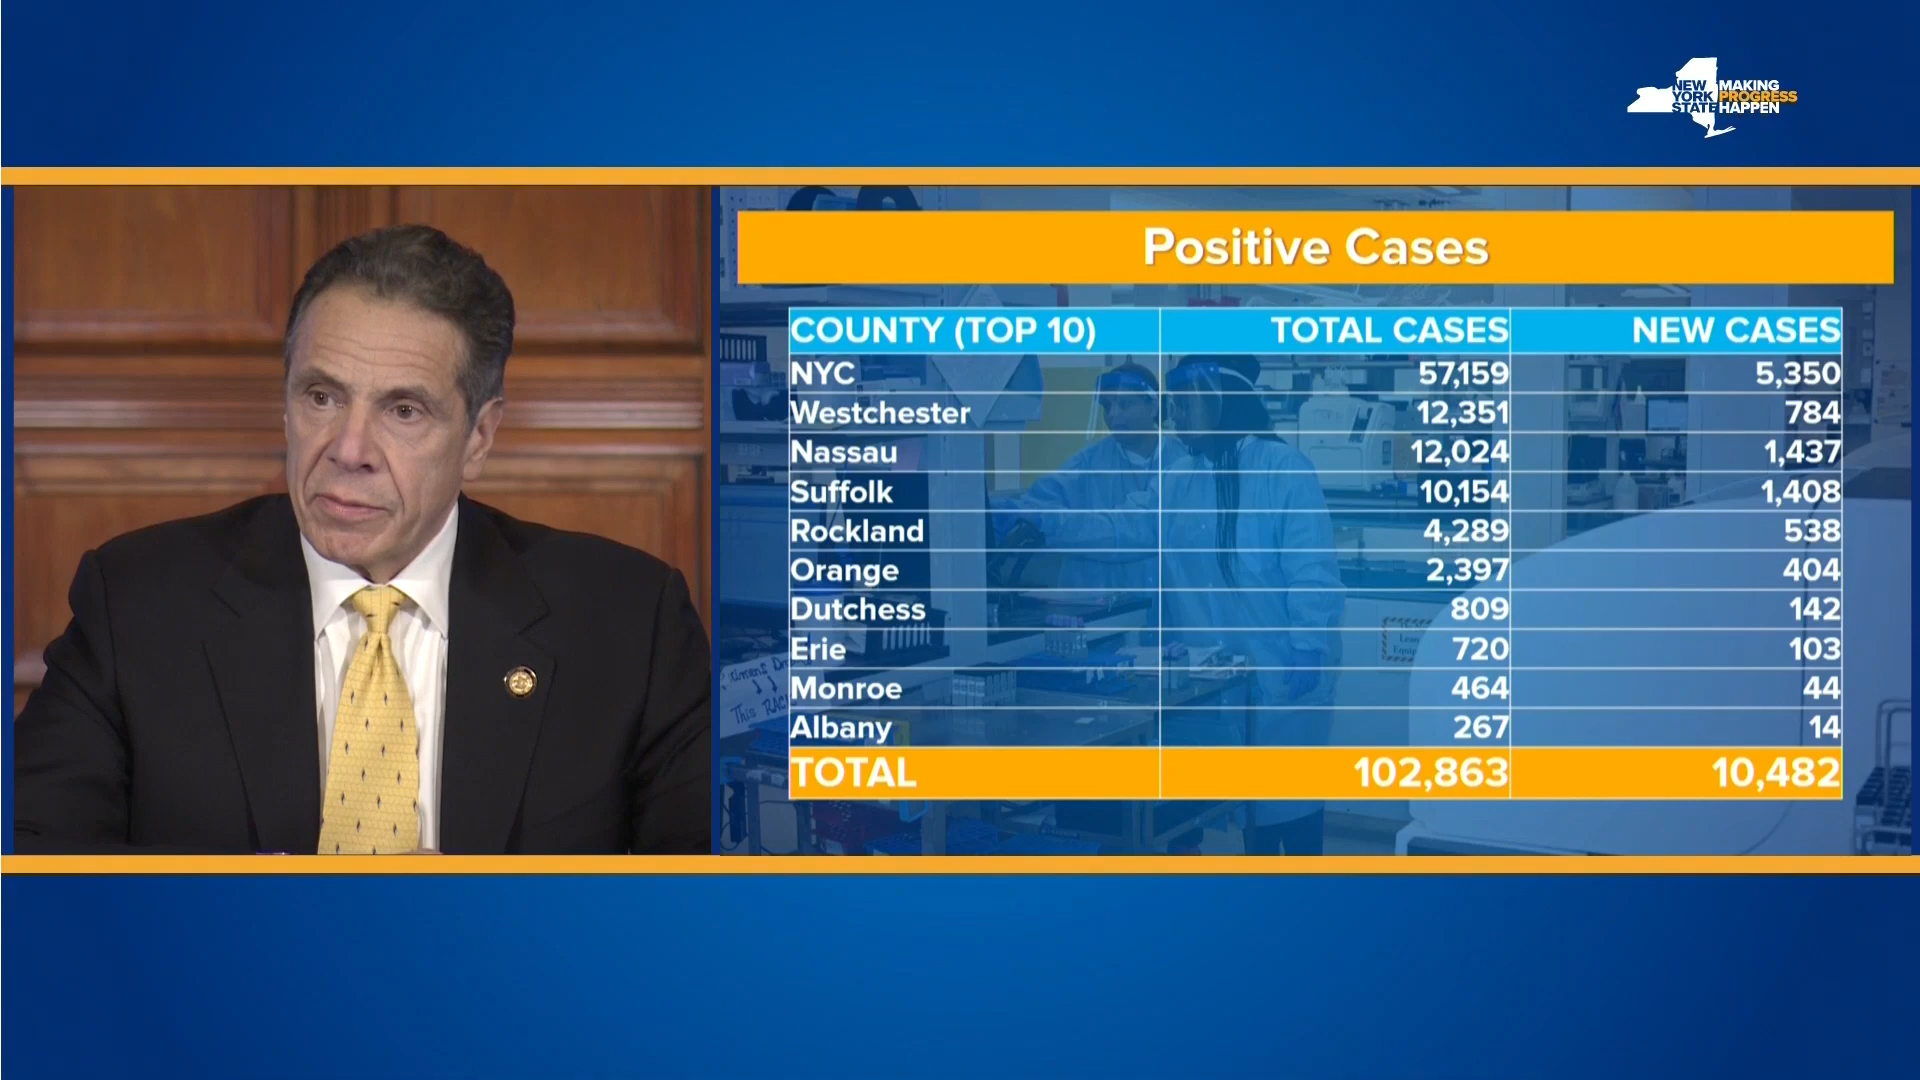 NEW YORK STATE
MAKING PROGRESS HAPPEN
Positive Cases
COUNTY (TOP 10) TOTAL CASES NEW CASES
NYC 57,159 5,350
Westchester 12,351 784
Nassau 12,024 1,437
Suffolk 10,154 1,408
Rockland 4,289 538
Orange 2,397 404
Dutchess 809 142
Erie 720 103
Monroe 464 44
Albany 267 14
TOTAL 102,863 10,482
This